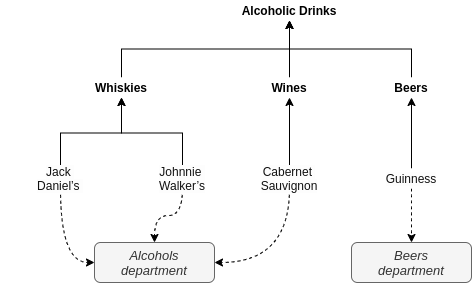 Alcoholic Drinks
Whiskies
Wines
Beers
Jack
Daniel's
Johnnie
Walker's
Cabernet
Sauvignon
Guinness
Alcohols
department
Beers
department